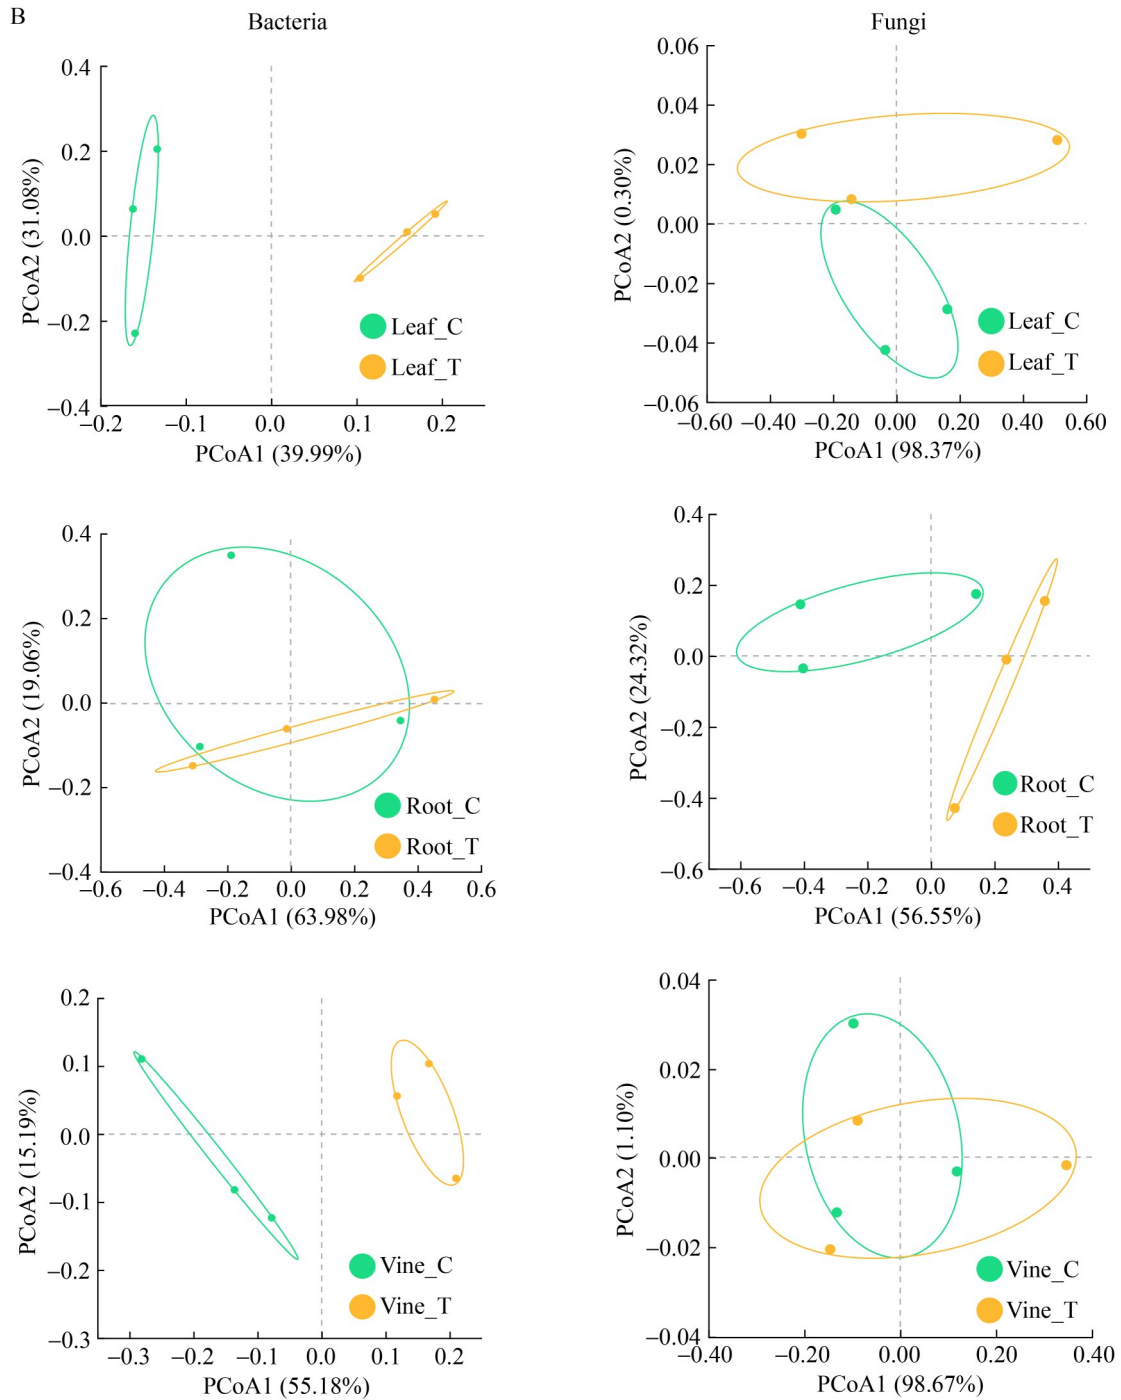 B
Bacteria
Fungi
0.4
0.2
0.0
–0.2
–0.4
PCoA2 (31.08%)
Leaf_C
Leaf_T
–0.2 –0.1 0.0 0.1 0.2
PCoA1 (39.99%)
0.06
0.04
0.02
0.00
–0.02
–0.04
–0.06
PCoA2 (0.30%)
Leaf_C
Leaf_T
–0.60 –0.40 –0.20 0.00 0.20 0.40 0.60
PCoA1 (98.37%)
0.4
0.2
0.0
–0.2
–0.4
PCoA2 (19.06%)
Root_C
Root_T
–0.6 –0.4 –0.2 0.0 0.2 0.4 0.6
PCoA1 (63.98%)
0.4
0.2
0.0
–0.2
–0.4
–0.6
PCoA2 (24.32%)
Root_C
Root_T
–0.6 –0.4 –0.2 0.0 0.2 0.4
PCoA1 (56.55%)
0.2
0.1
0.0
–0.1
–0.2
–0.3
PCoA2 (15.19%)
Vine_C
Vine_T
–0.3 –0.2 –0.1 0.0 0.1 0.2
PCoA1 (55.18%)
0.04
0.02
0.00
–0.02
–0.04
PCoA2 (1.10%)
Vine_C
Vine_T
–0.40 –0.20 0.00 0.20 0.40
PCoA1 (98.67%)